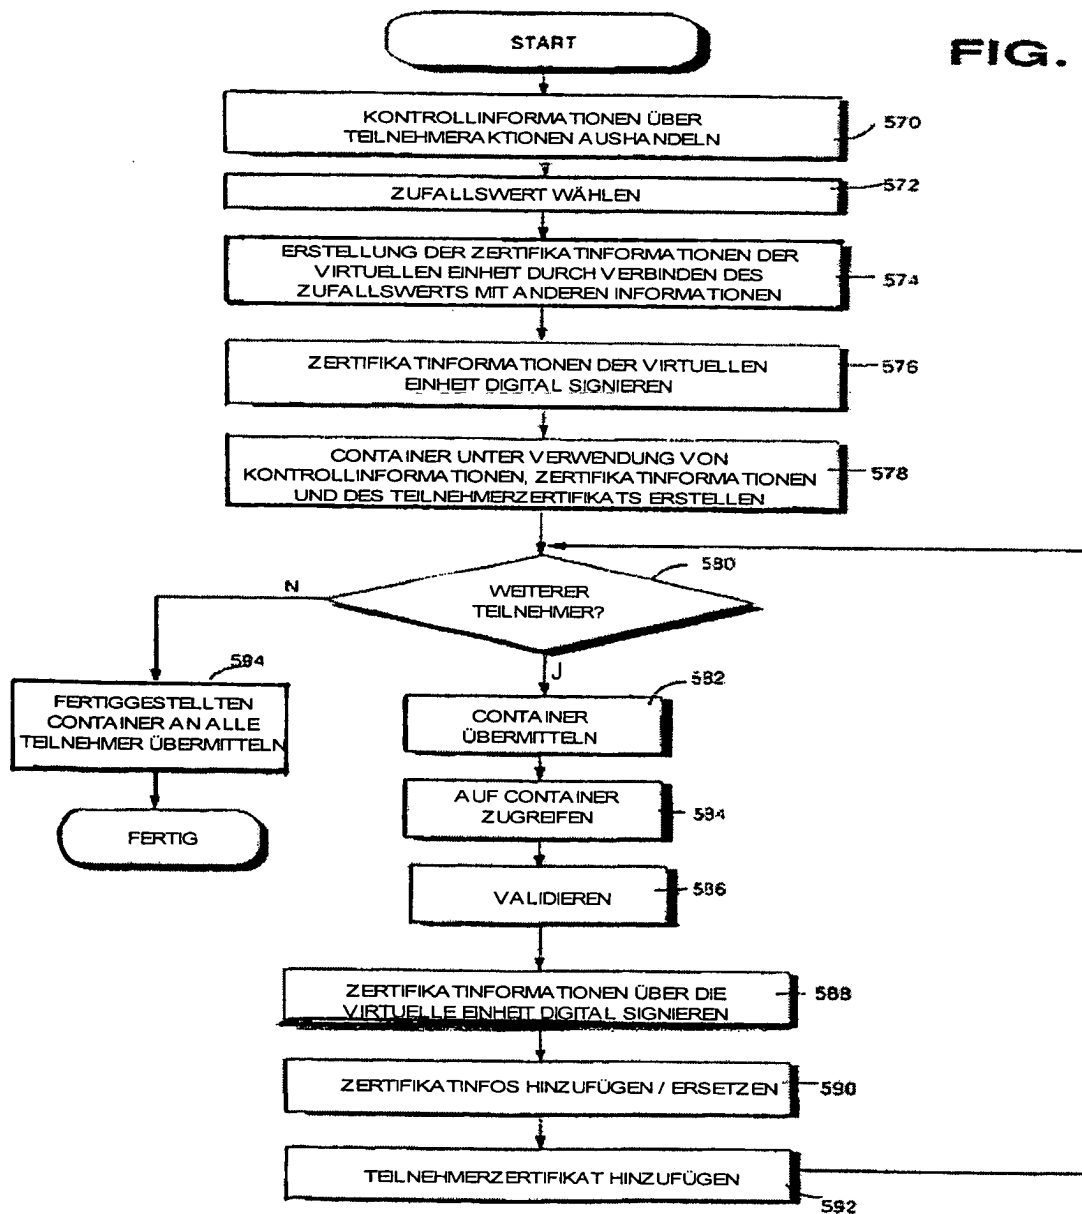 START
FIG.
KONTROLLINFORMATIONEN ÜBER
TEILNEHMERAKTIONEN AUSHANDELN
570
ZUFALLSWERT WÄHLEN
572
ERSTELLUNG DER ZERTIFIKATINFORMATIONEN DER
VIRTUELLEN EINHEIT DURCH VERBINDEN DES
ZUFALLSWERTS MIT ANDEREN INFORMATIONEN
574
ZERTIFIKATINFORMATIONEN DER VIRTUELLEN
EINHEIT DIGITAL SIGNIEREN
576
CONTAINER UNTER VERWENDUNG VON
KONTROLLINFORMATIONEN, ZERTIFIKATINFORMATIONEN
UND DES TEILNEHMERZERTIFIKATS ERSTELLEN
578
580
WEITERER
TEILNEHMER?
N
J
594
FERTIGGESTELLTEN
CONTAINER AN ALLE
TEILNEHMER ÜBERMITTELN
FERTIG
582
CONTAINER
ÜBERMITTELN
AUF CONTAINER
ZUGREIFEN
584
VALIDIEREN
586
ZERTIFIKATINFORMATIONEN ÜBER DIE
VIRTUELLE EINHEIT DIGITAL SIGNIEREN
588
ZERTIFIKATINFOS HINZUFÜGEN / ERSETZEN
590
TEILNEHMERZERTIFIKAT HINZUFÜGEN
592